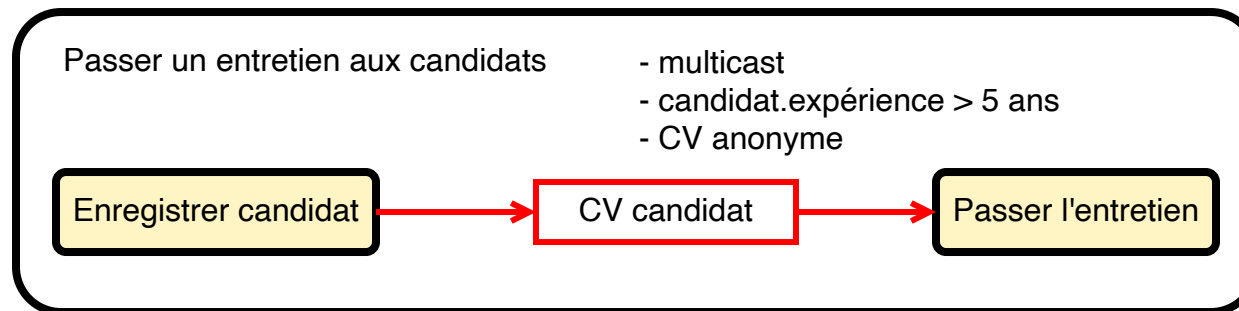 Passer un entretien aux candidats
- multicast
- candidat.expérience > 5 ans
- CV anonyme
Enregistrer candidat
CV candidat
Passer l'entretien